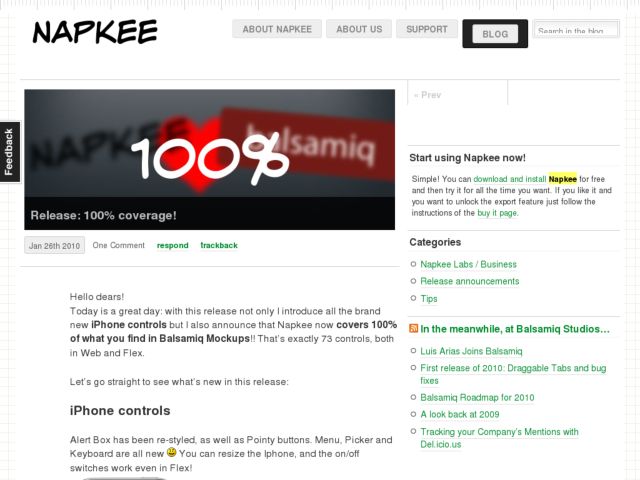 NAPKEE
ABOUT NAPKEE
ABOUT US
SUPPORT
BLOG
Search in the blog
« Prev
Feedback
NAPKEE
balsamiq
100%
Release: 100% coverage!
Jan 26th 2010
One Comment
respond
trackback
Hello dears!
Today is a great day: with this release not only I introduce all the brand
new iPhone controls but I also announce that Napkee now covers 100%
of what you find in Balsamiq Mockups!! That's exactly 73 controls, both
in Web and Flex.
Let's go straight to see what's new in this release:
iPhone controls
Alert Box has been re-styled, as well as Pointy buttons. Menu, Picker and
Keyboard are all new You can resize the Iphone, and the on/off
switches work even in Flex!
Start using Napkee now!
Simple! You can download and install Napkee for free
and then try it for all the time you want. If you like it and
you want to unlock the export feature just follow the
instructions of the buy it page.
Categories
Napkee Labs / Business
Release announcements
Tips
In the meanwhile, at Balsamiq Studios...
Luis Arias Joins Balsamiq
First release of 2010: Draggable Tabs and bug
fixes
Balsamiq Roadmap for 2010
A look back at 2009
Tracking your Company's Mentions with
Del.icio.us